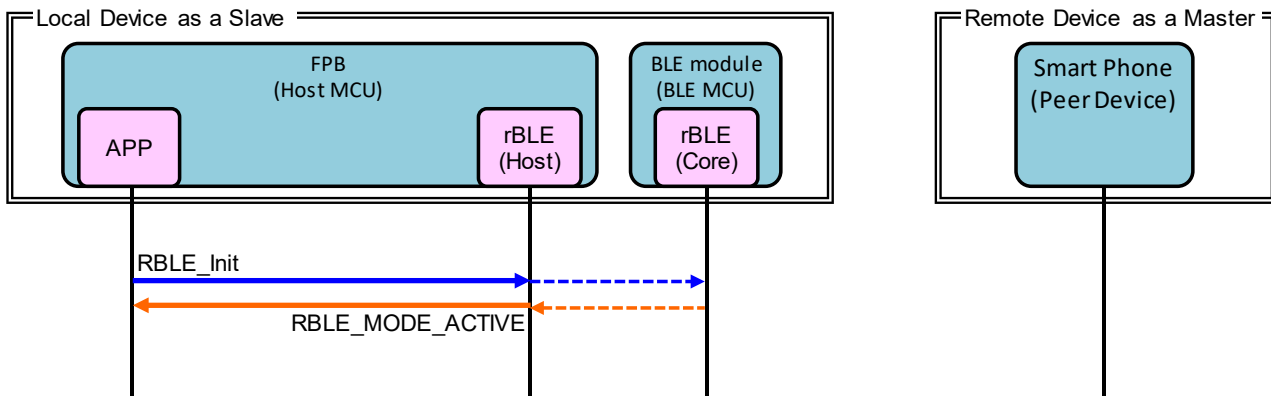 Local Device as a Slave
Remote Device as a Master
FPB
(Host MCU)
BLE module
(BLE MCU)
Smart Phone
(Peer Device)
APP
rBLE
(Host)
rBLE
(Core)
RBLE_Init
RBLE_MODE_ACTIVE